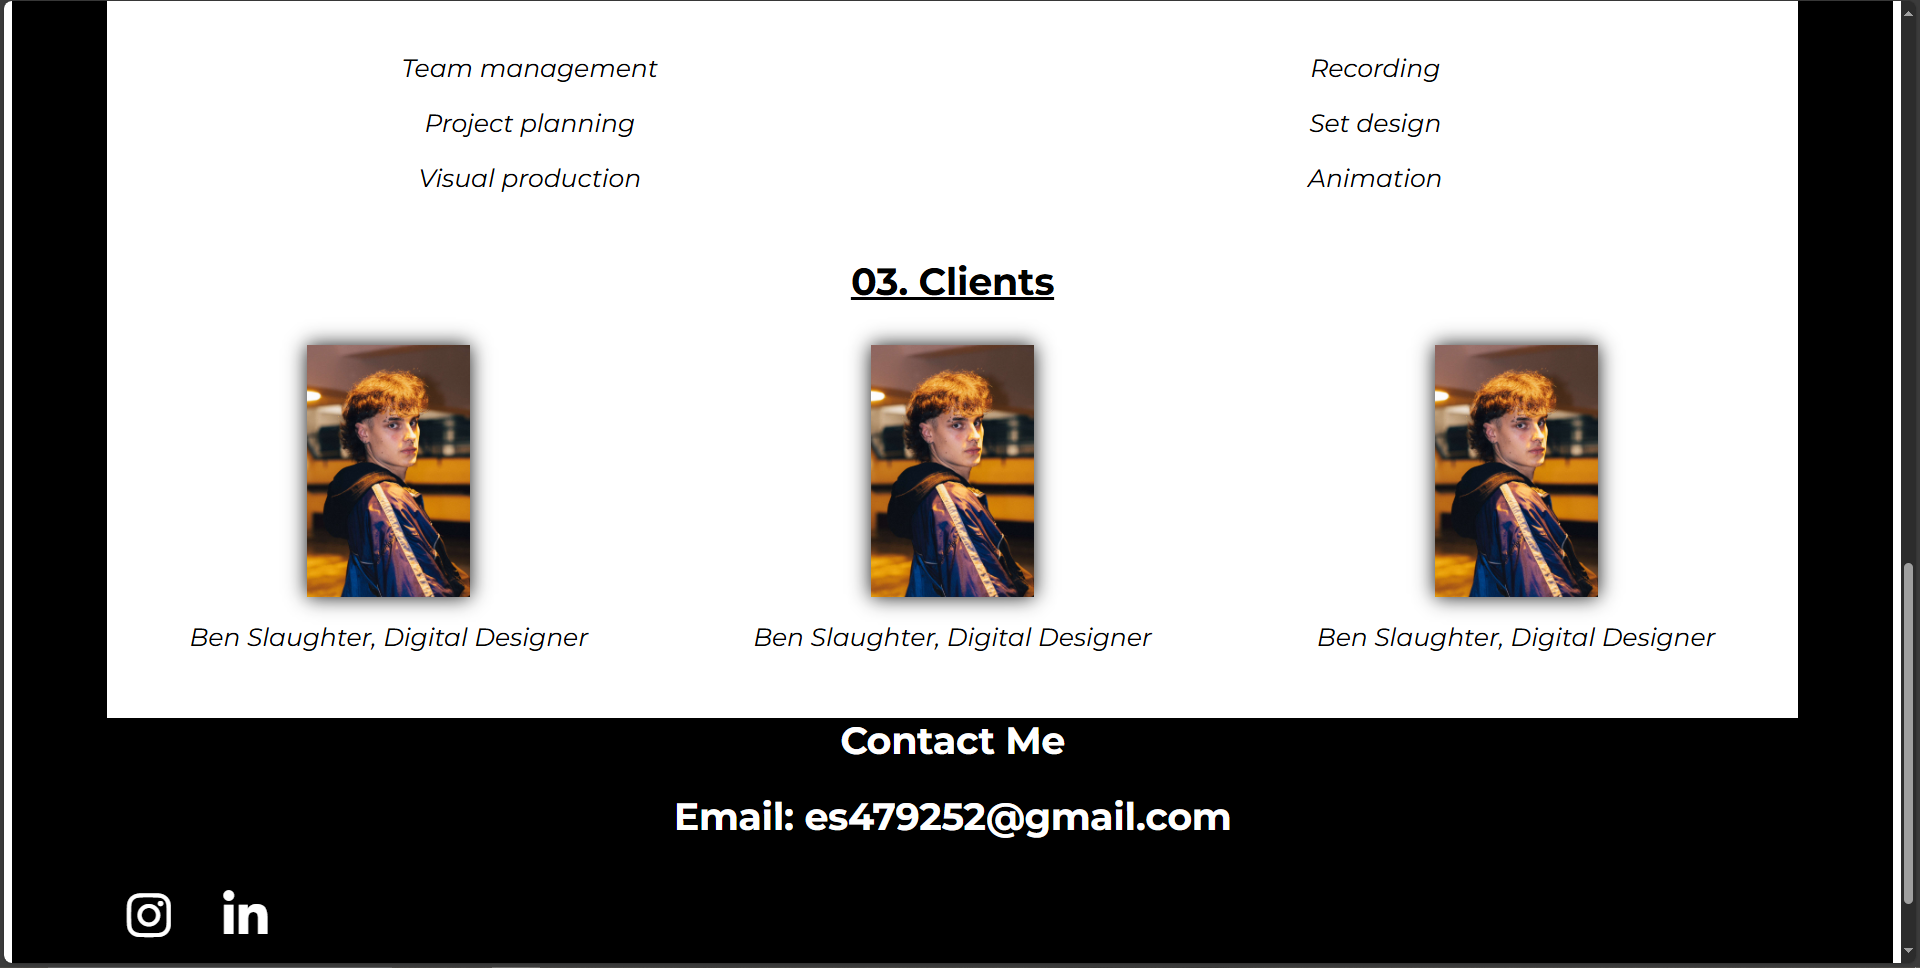 Team management
Recording
Project planning
Set design
Visual production
Animation
03. Clients
Ben Slaughter, Digital Designer
Ben Slaughter, Digital Designer
Ben Slaughter, Digital Designer
Contact Me
Email: es479252@gmail.com
in